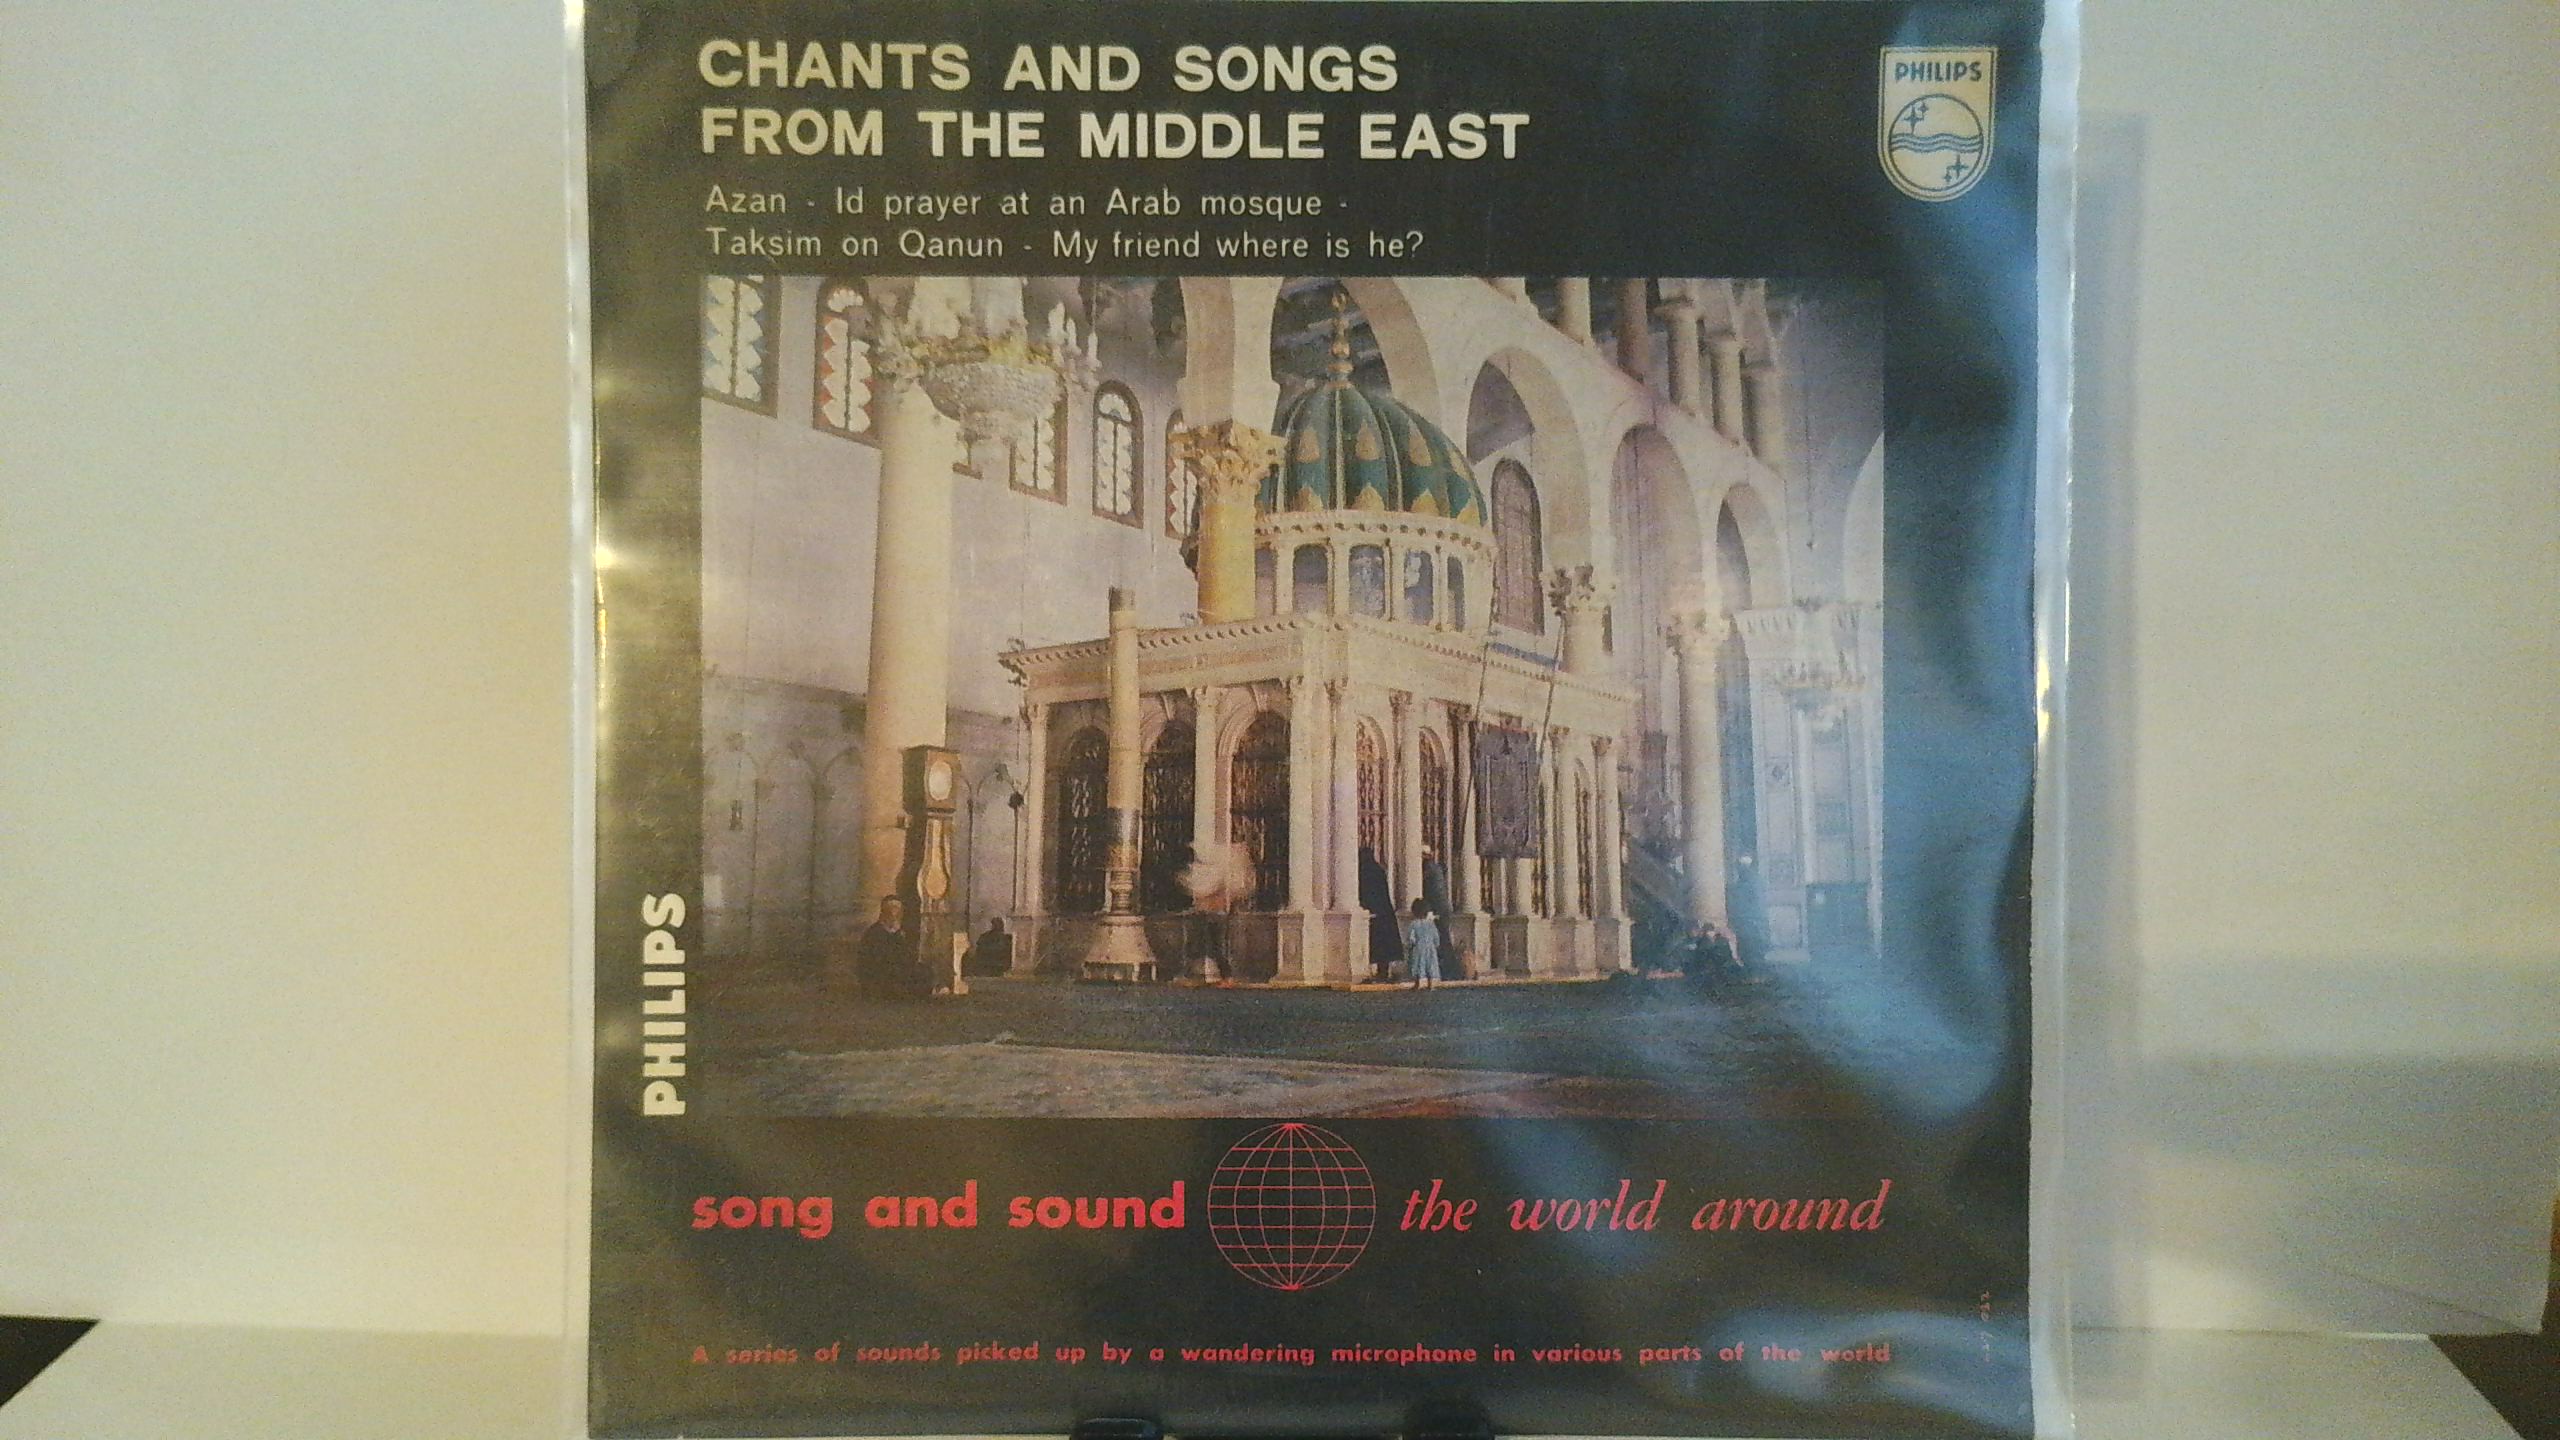 CHANTS AND SONGS
FROM THE MIDDLE EAST
PHILIPS
Azan - Id prayer at an Arab mosque -
Taksim on Qanun - My friend where is he?
PHILIPS
song and sound the world around
A series of sounds picked up by a wandering microphone in various parts of the world